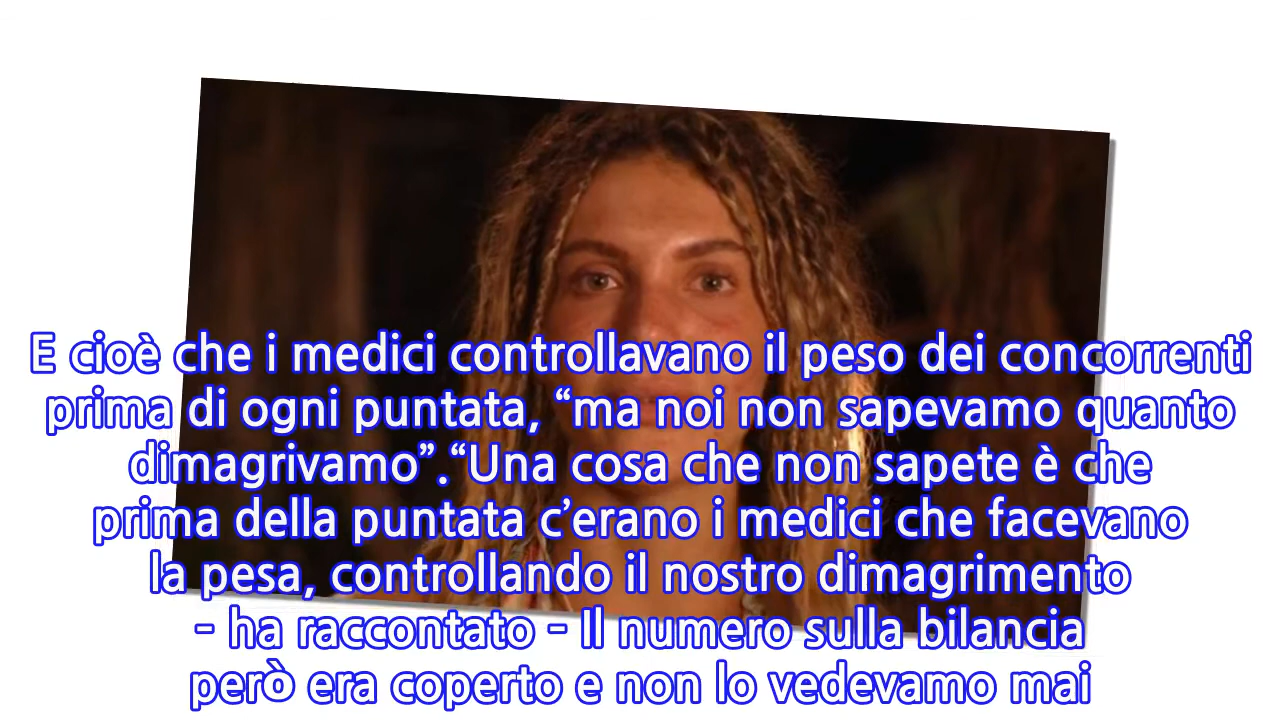 E cioè che i medici controllavano il peso dei concorrenti
prima di ogni puntata, “ma noi non sapevamo quanto
dimagrivamo”.“Una cosa che non sapete è che
prima della puntata c’erano i medici che facevano
la pesa, controllando il nostro dimagrimento
- ha raccontato - Il numero sulla bilancia
però era coperto e non lo vedevamo mai